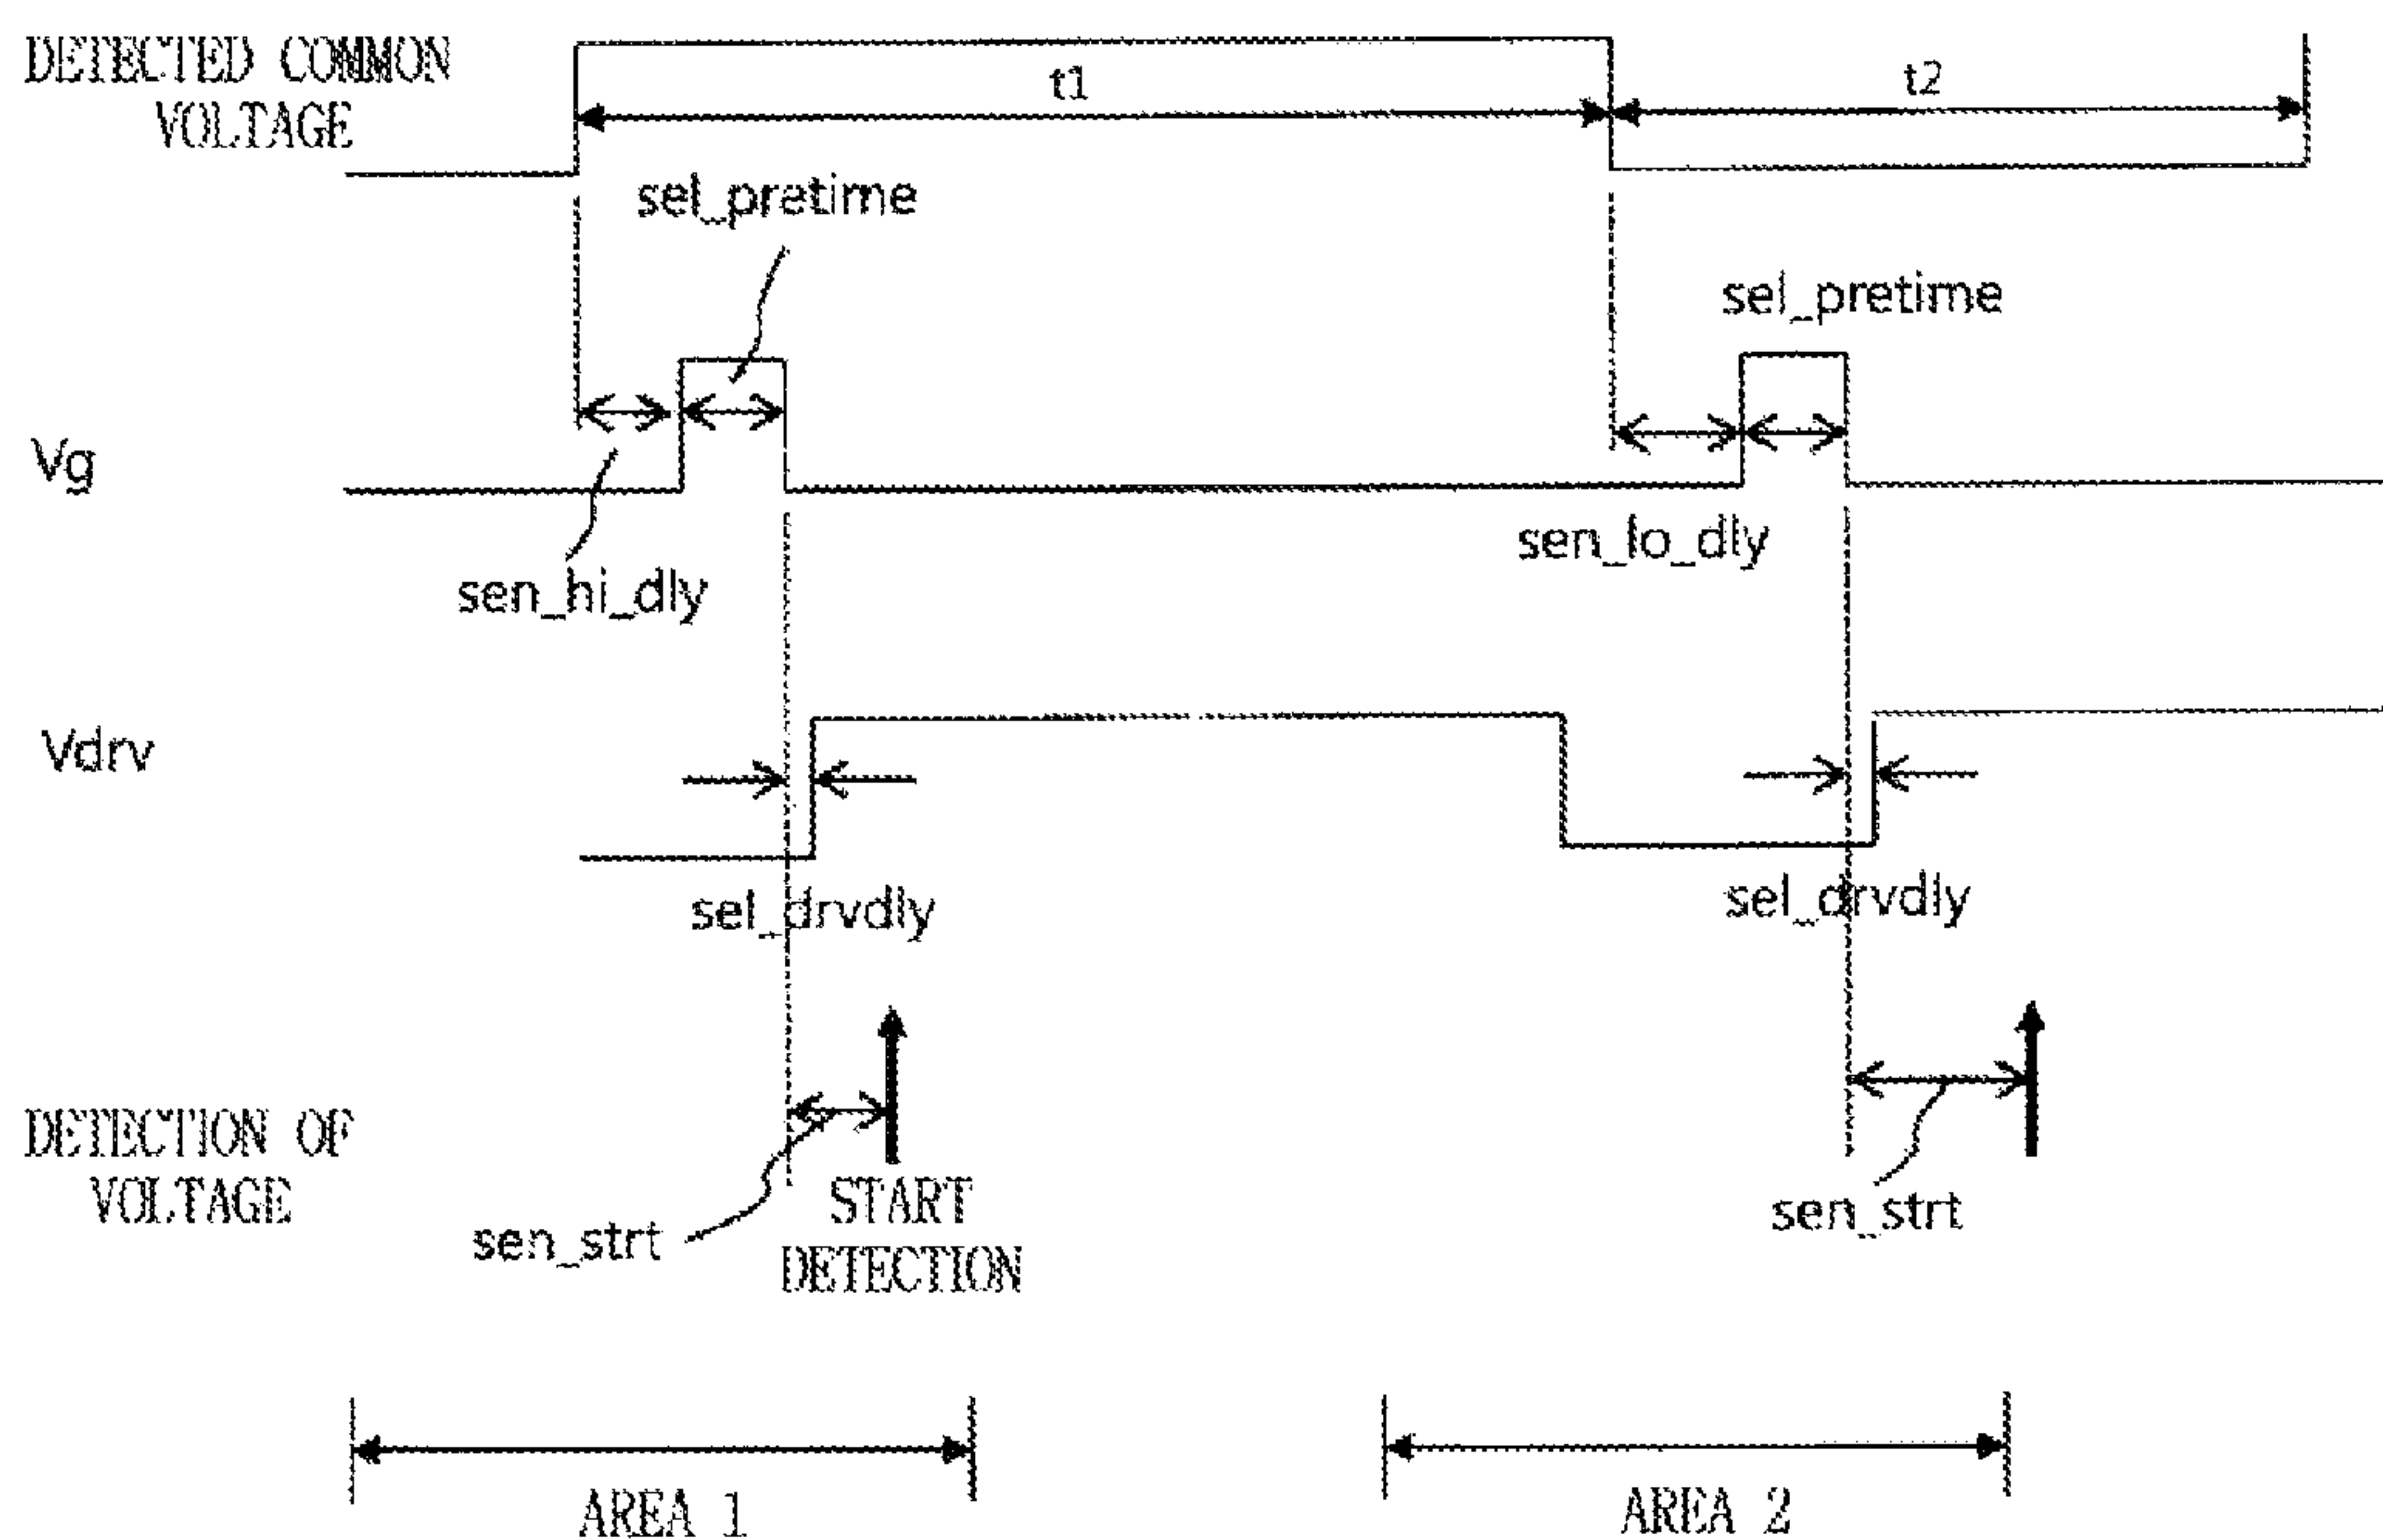 DETECTED COMMON
VOLTAGE
t1
t2
sel_pretime
sel_pretime
Vg
sen_hi_dly
sen_lo_dly
Vdrv
sel_drvdly
sel_drvdly
DETECTION OF
VOLTAGE
sen_strt
START
DETECTION
sen_strt
AREA 1
AREA 2